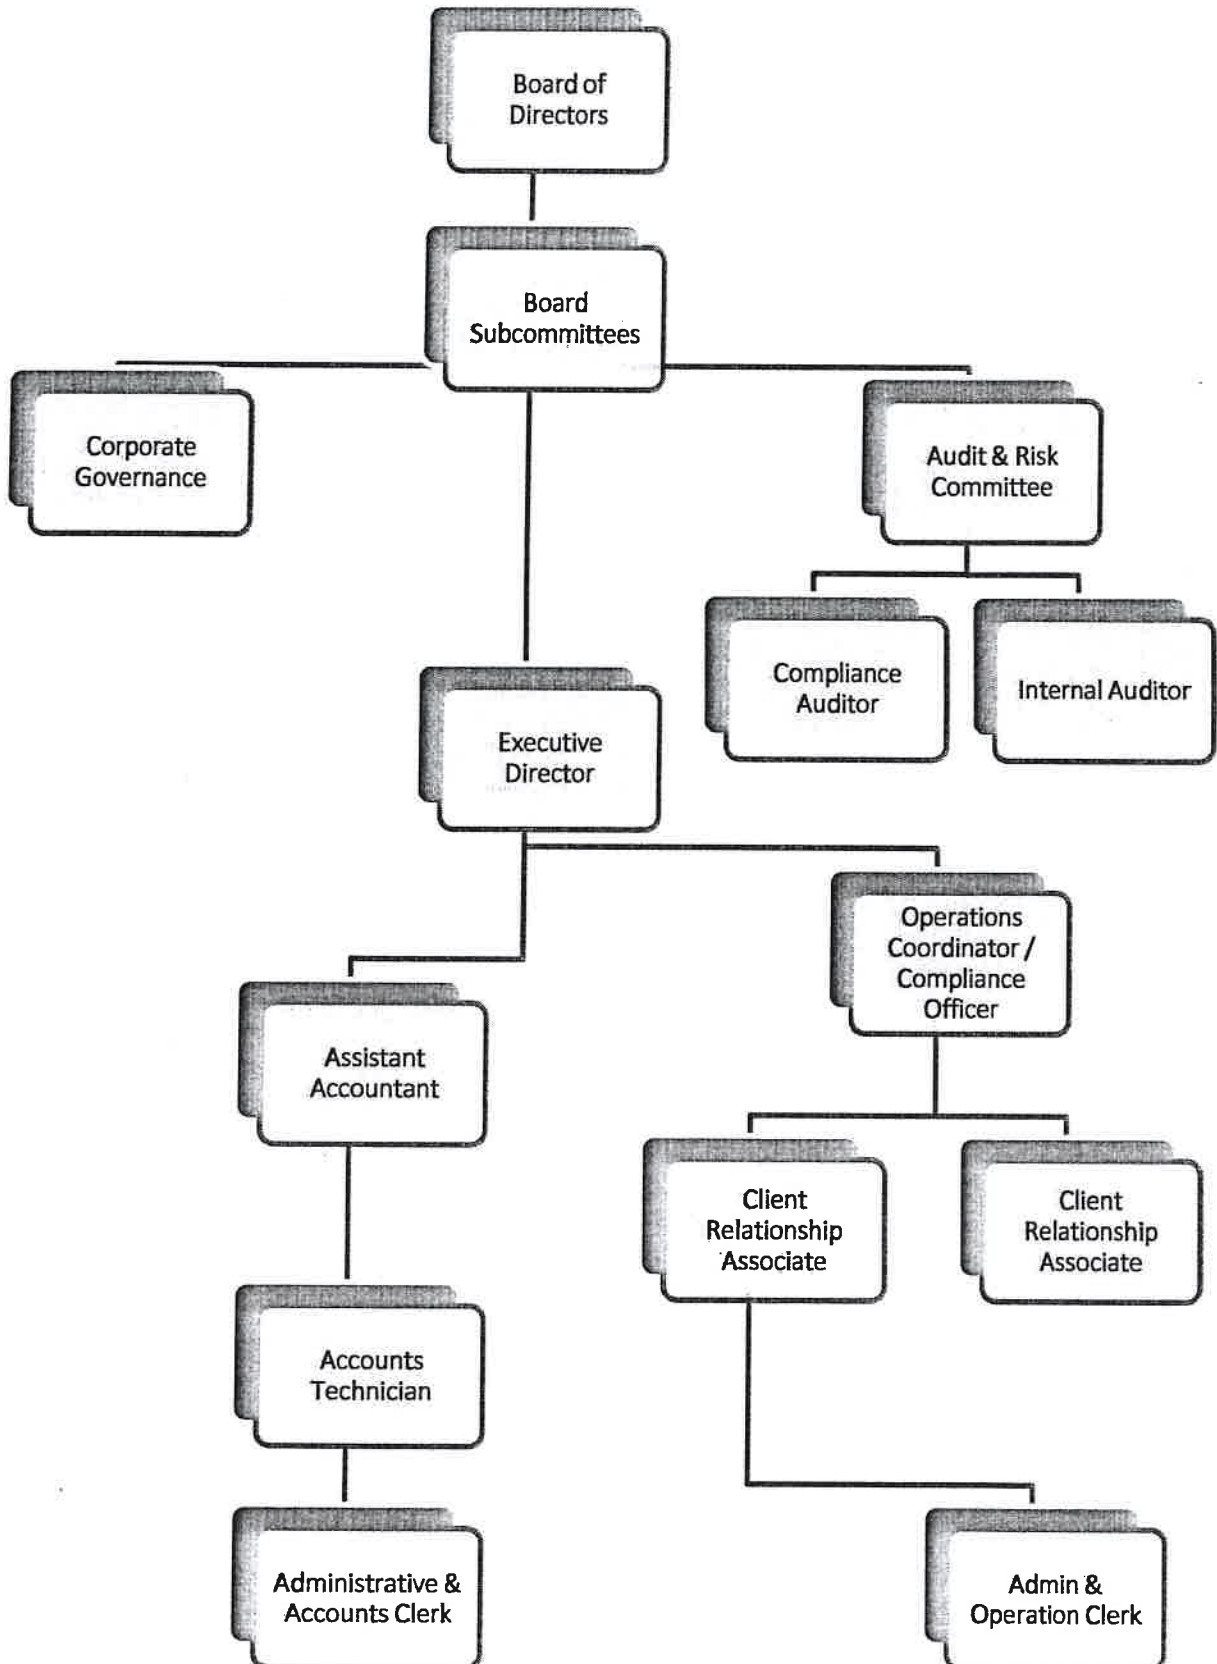 Board of
Directors
Board
Subcommittees
Corporate
Governance
Audit & Risk
Committee
Compliance
Auditor
Internal Auditor
Executive
Director
Operations
Coordinator /
Compliance
Officer
Assistant
Accountant
Client
Relationship
Associate
Client
Relationship
Associate
Accounts
Technician
Administrative &
Accounts Clerk
Admin &
Operation Clerk